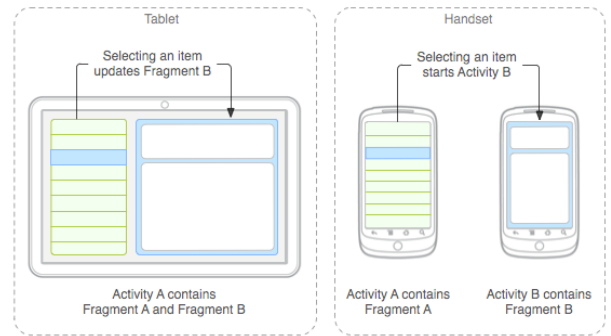 Tablet
Selecting an item
updates Fragment B
Activity A contains
Fragment A and Fragment B
Handset
Selecting an item
starts Activity B
Activity A contains
Fragment A
Activity B contains
Fragment B